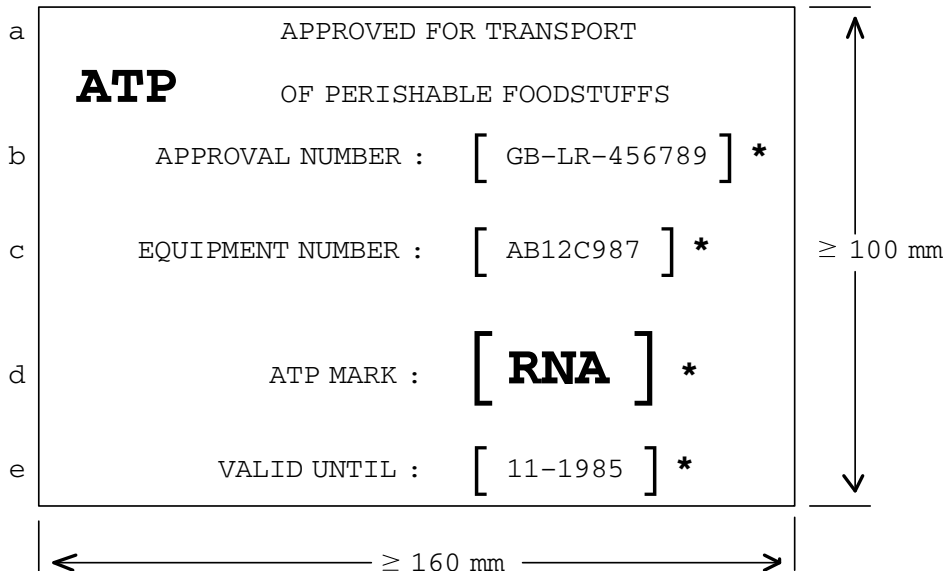 a APPROVED FOR TRANSPORT
ATP OF PERISHABLE FOODSTUFFS
b APPROVAL NUMBER : [ GB–LR–456789 ] *
c EQUIPMENT NUMBER : [ AB12C987 ] *
≥ 100 mm
d ATP MARK : [ RNA ] *
e VALID UNTIL : [ 11–1985 ] *
≥ 160 mm